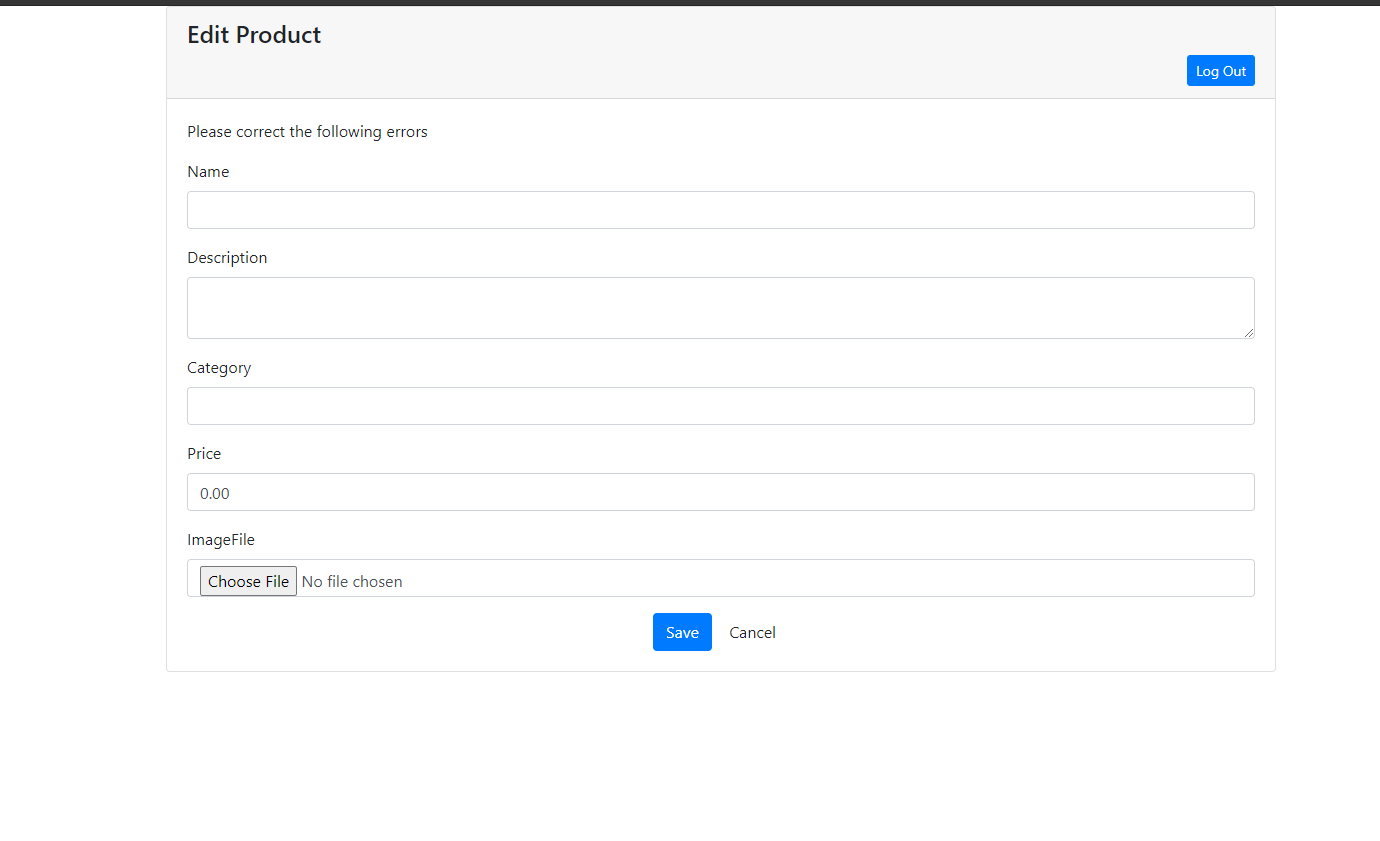 Edit Product
Log Out
Please correct the following errors
Name
Description
Category
Price
0.00
ImageFile
Choose File No file chosen
Save Cancel